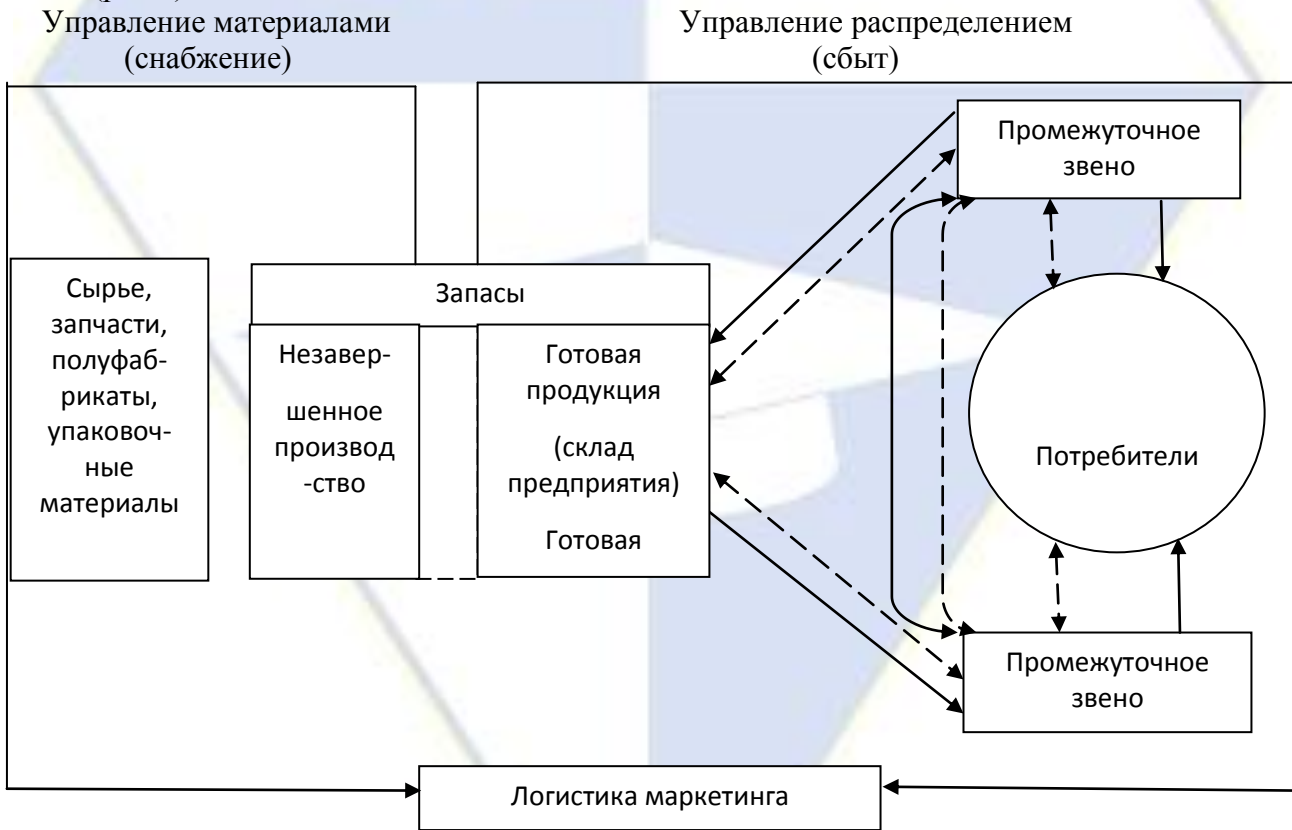 Управление материалами
(снабжение)
Управление распределением
(сбыт)
Промежуточное
звено
Сырье,
запчасти,
полуфаб-
рикаты,
упаковоч-
ные
материалы
Запасы
Незавер-
шенное
производ
-ство
Готовая
продукция
(склад
предприятия)
Готовая
Потребители
Промежуточное
звено
Логистика маркетинга